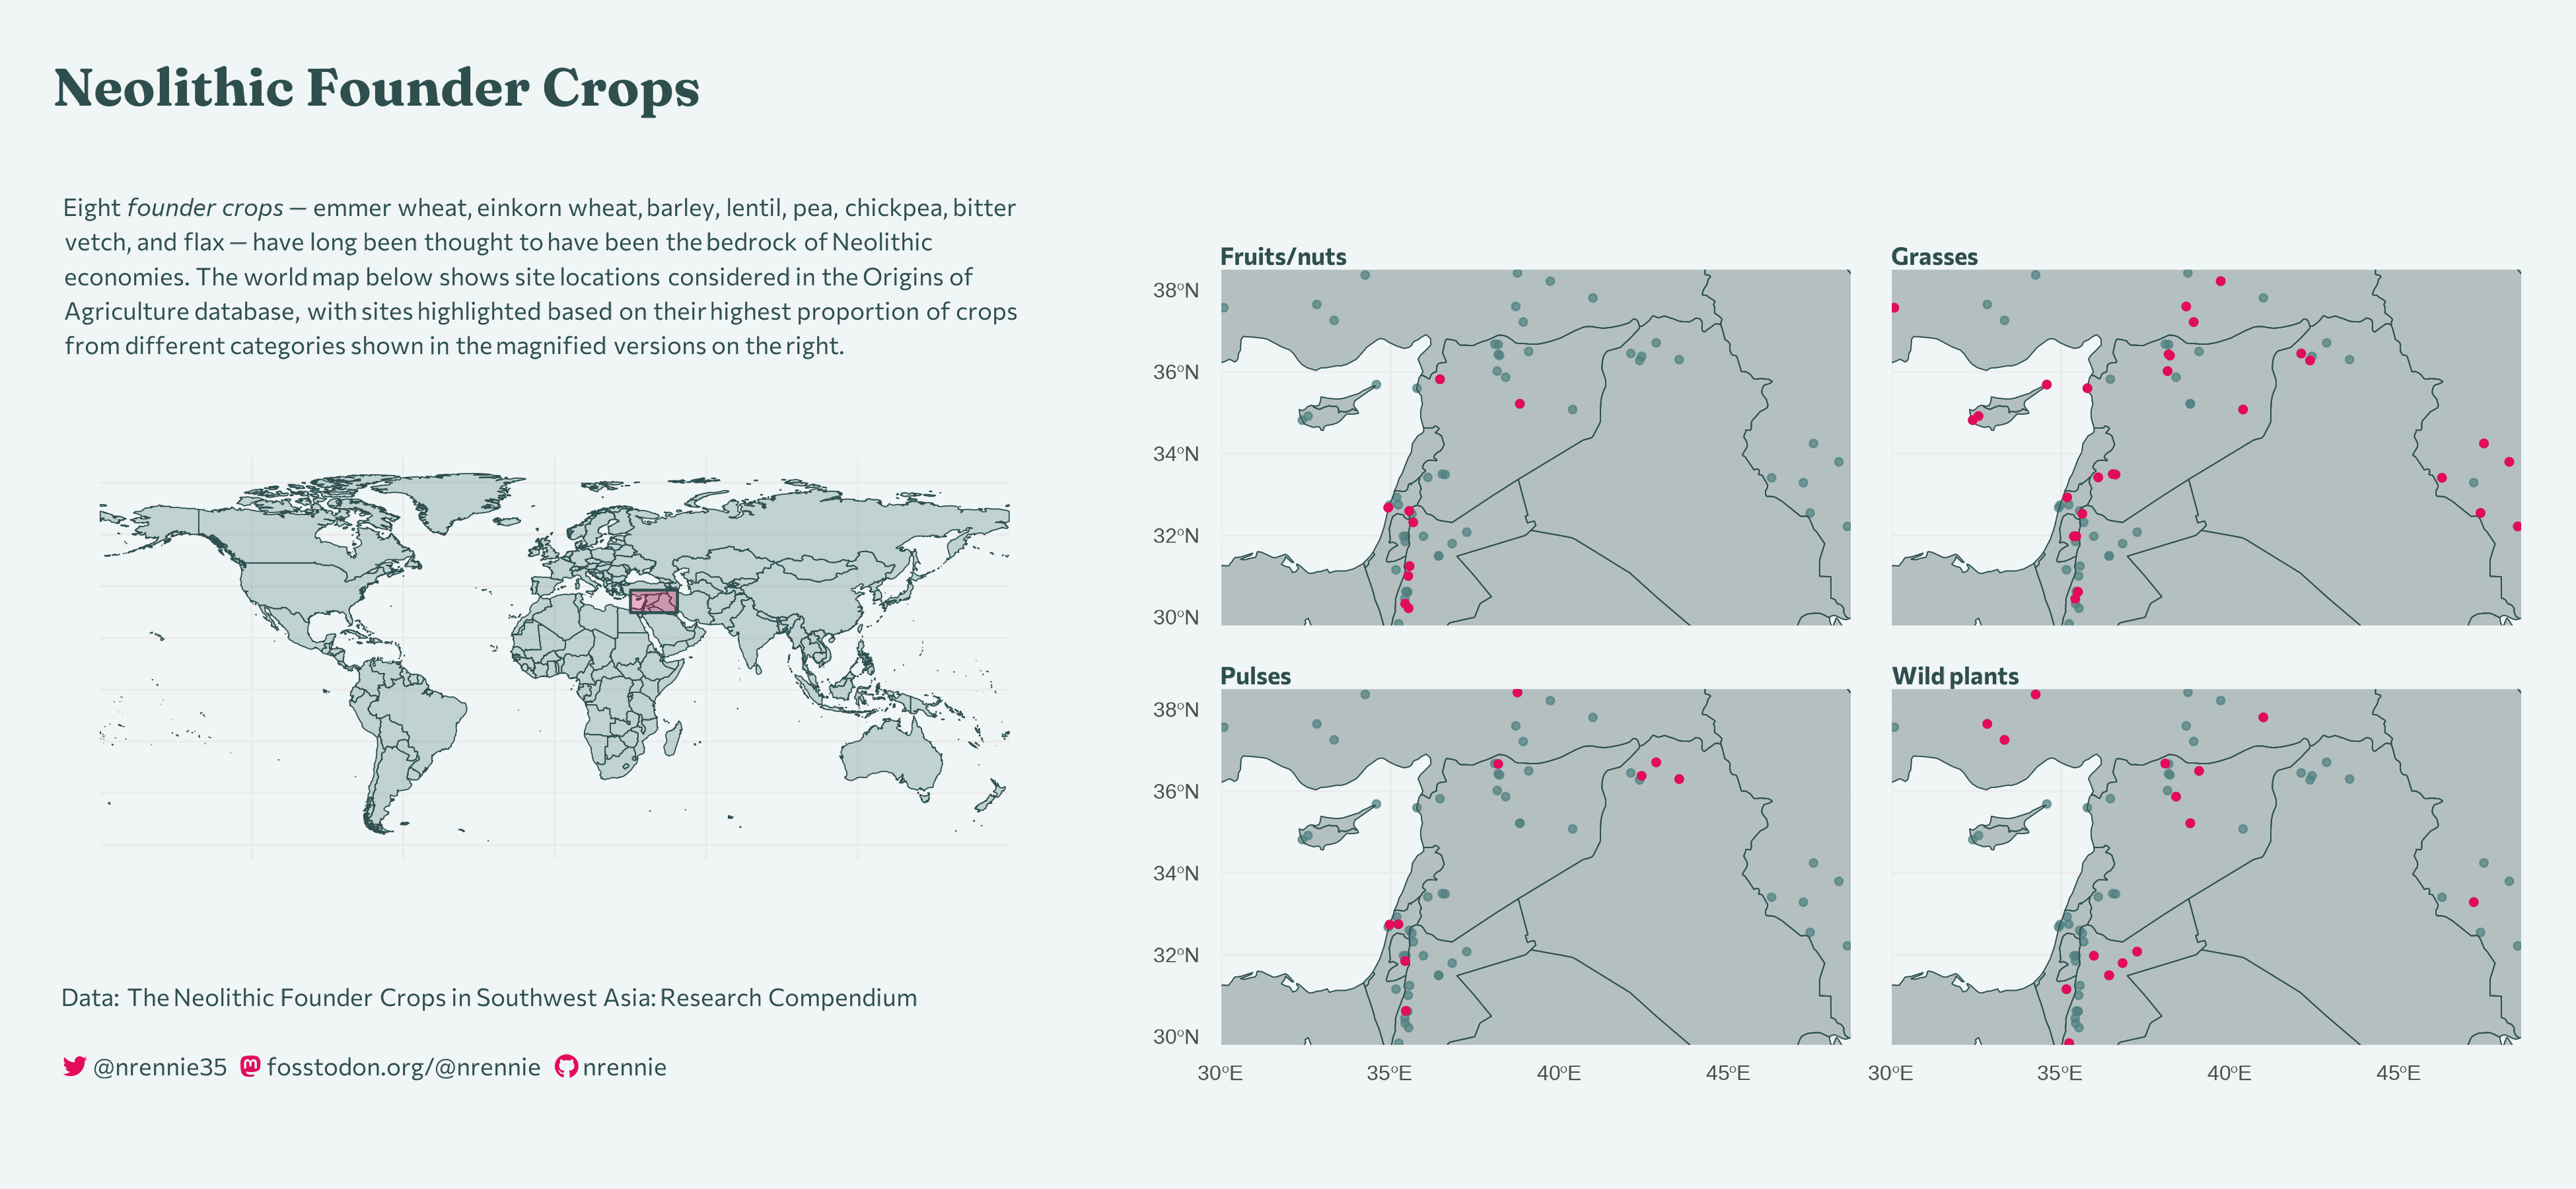 Neolithic Founder Crops
Eight founder crops — emmer wheat, einkorn wheat, barley, lentil, pea, chickpea, bitter
vetch, and flax — have long been thought to have been the bedrock of Neolithic
economies. The world map below shows site locations considered in the Origins of
Agriculture database, with sites highlighted based on their highest proportion of crops
from different categories shown in the magnified versions on the right.
Data: The Neolithic Founder Crops in Southwest Asia: Research Compendium
@nrennie35 fosstodon.org/@nrennie nrennie
Fruits/nuts
38°N
36°N
34°N
32°N
30°N
Grasses
Pulses
38°N
36°N
34°N
32°N
30°N
30°E 35°E 40°E 45°E
Wild plants
30°E 35°E 40°E 45°E